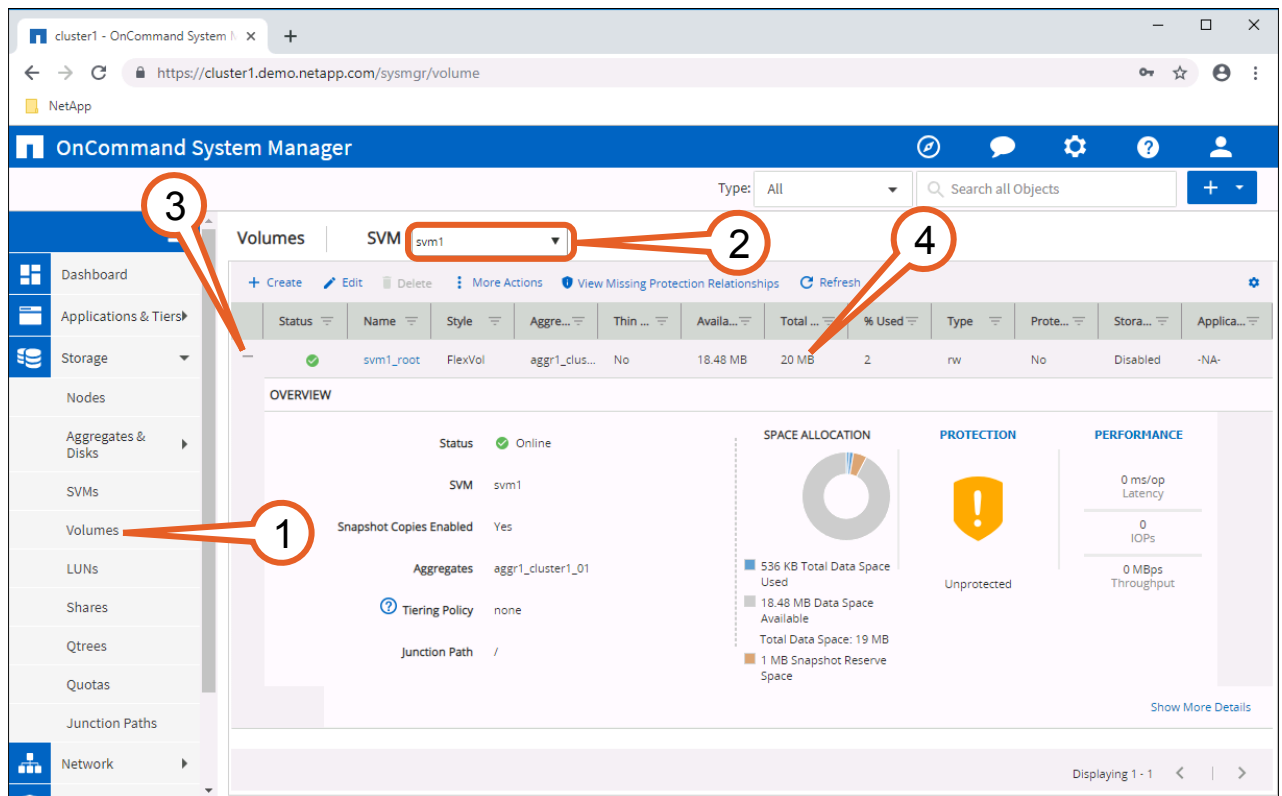 cluster1 - OnCommand System M
https://cluster1.demo.netapp.com/sysmgr/volume
NetApp
OnCommand System Manager
Type: All Search all Objects
3
Volumes SVM svm1 2 4
Dashboard
+ Create Edit Delete More Actions View Missing Protection Relationships Refresh
Applications & Tiers
Status Name Style Aggre... Thin ... Availa... Total ... % Used Type Prote... Stora... Applica...
Storage
svm1_root FlexVol aggr1_clus... No 18.48 MB 20 MB 2 rw No Disabled -NA-
Nodes
OVERVIEW
Aggregates &
Disks
SVMs
Volumes 1
LUNs
Shares
Qtrees
Quotas
Junction Paths
Network
Status Online
SVM svm1
Snapshot Copies Enabled Yes
Aggregates aggr1_cluster1_01
? Tiering Policy none
Junction Path /
SPACE ALLOCATION
536 KB Total Data Space
Used
18.48 MB Data Space
Available
Total Data Space: 19 MB
1 MB Snapshot Reserve
Space
PROTECTION
Unprotected
PERFORMANCE
0 ms/op
Latency
0
IOPs
0 MBps
Throughput
Show More Details
Displaying 1 - 1